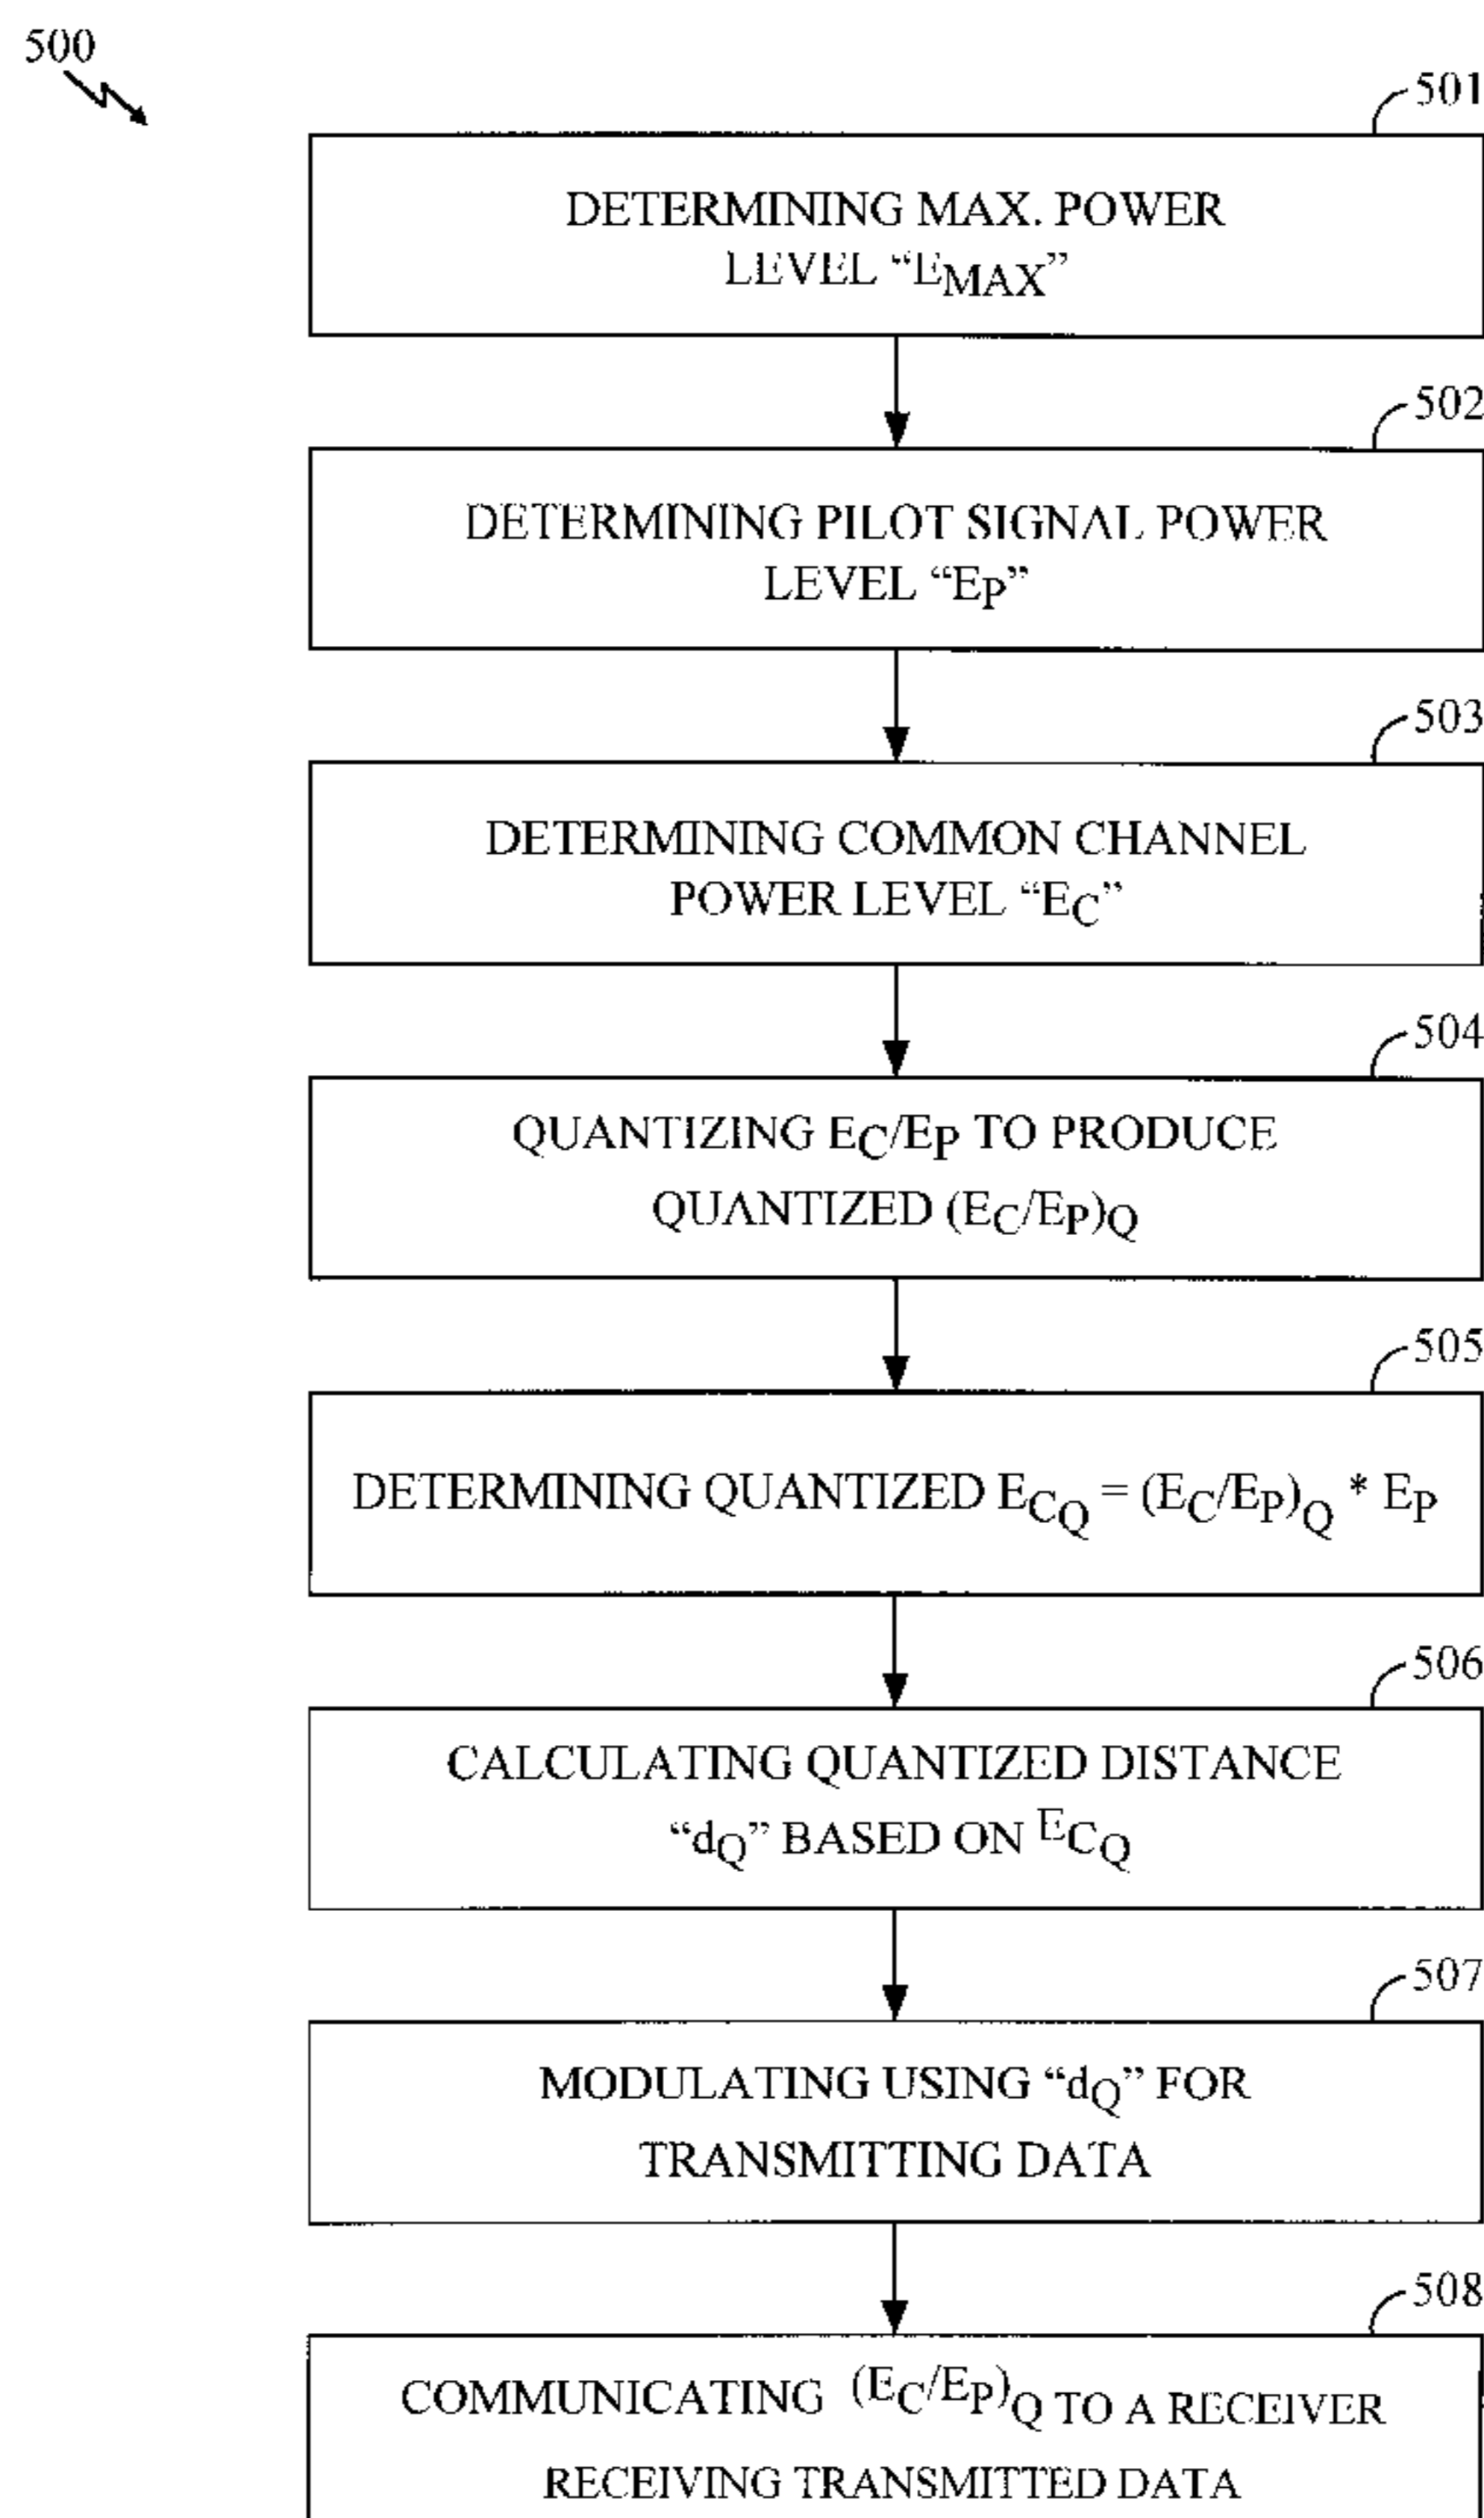 500
501
DETERMINING MAX. POWER
LEVEL “EMAX”
502
DETERMINING PILOT SIGNAL POWER
LEVEL “EP”
503
DETERMINING COMMON CHANNEL
POWER LEVEL “EC”
504
QUANTIZING EC/EP TO PRODUCE
QUANTIZED (EC/EP)Q
505
DETERMINING QUANTIZED ECQ = (EC/EP)Q * EP
506
CALCULATING QUANTIZED DISTANCE
“dQ” BASED ON ECQ
507
MODULATING USING “dQ” FOR
TRANSMITTING DATA
508
COMMUNICATING (EC/EP)Q TO A RECEIVER
RECEIVING TRANSMITTED DATA